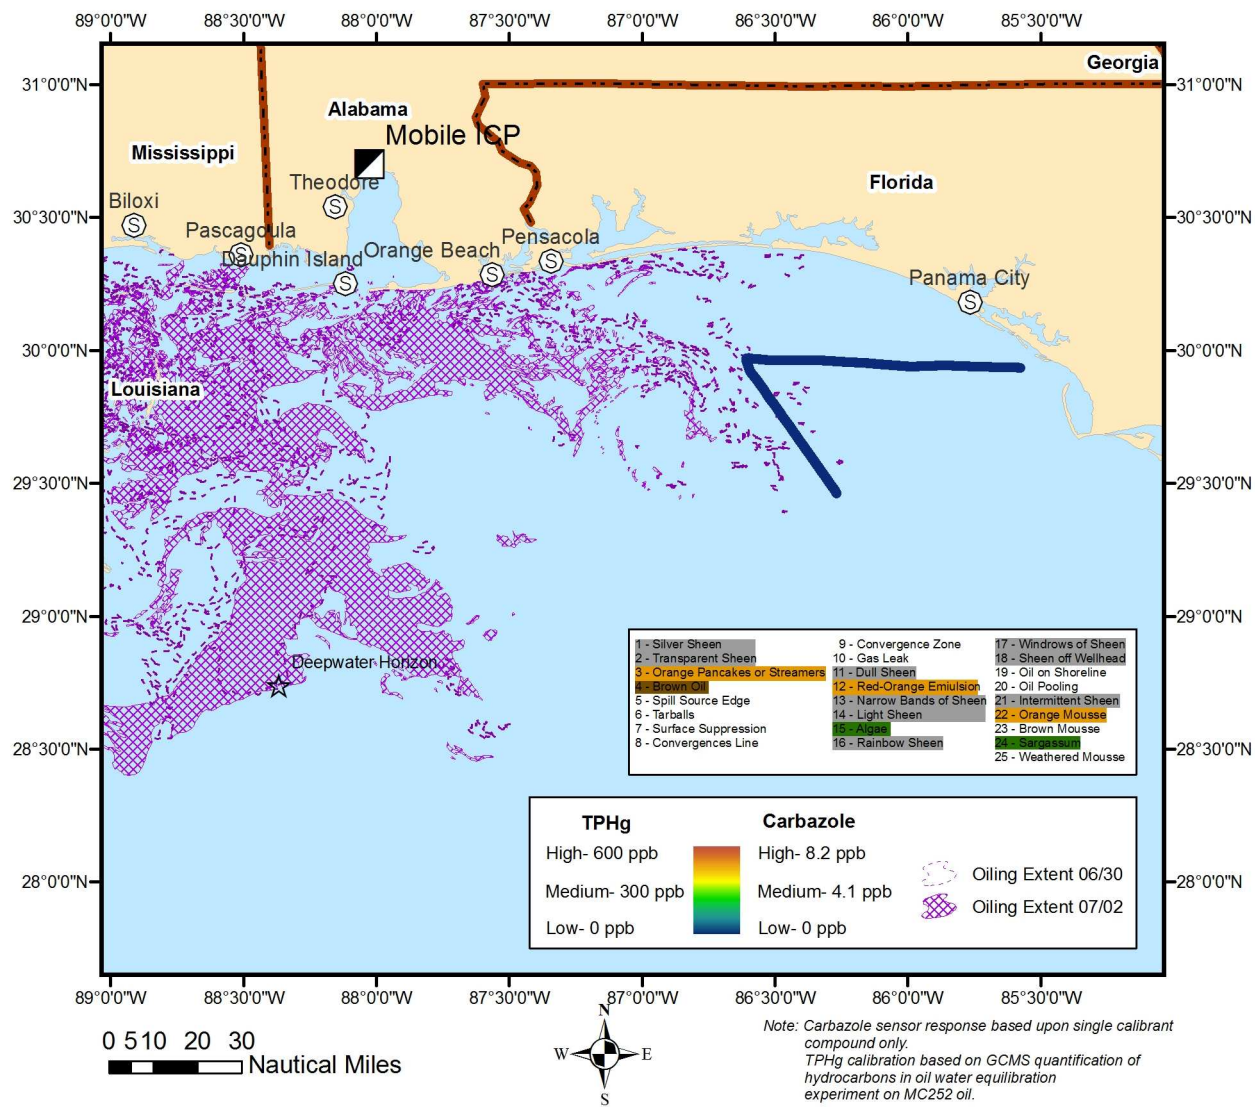 89°0'0"W 88°30'0"W 88°0'0"W 87°30'0"W 87°0'0"W 86°30'0"W 86°0'0"W 85°30'0"W
Georgia
31°0'0"N 31°0'0"N
Alabama
Mobile ICP
Mississippi
Theodore
Florida
Biloxi
30°30'0"N 30°30'0"N
Pascagoula
Pensacola
Orange Beach
Dauphin Island
Panama City
S S S S S S S
30°0'0"N 30°0'0"N
Louisiana
29°30'0"N 29°30'0"N
29°0'0"N 29°0'0"N
Deepwater Horizon
1 - Silver Sheen
2 - Transparent Sheen
3 - Orange Pancakes or Streamers
4 - Brown Oil
5 - Spill Source Edge
6 - Tarballs
7 - Surface Suppression
8 - Convergences Line
9 - Convergence Zone
10 - Gas Leak
11 - Dull Sheen
12 - Red-Orange Emiulsion
13 - Narrow Bands of Sheen
14 - Light Sheen
15 - Algae
16 - Rainbow Sheen
17 - Windrows of Sheen
18 - Sheen off Wellhead
19 - Oil on Shoreline
20 - Oil Pooling
21 - Intermittent Sheen
22 - Orange Mousse
23 - Brown Mousse
24 - Sargassum
25 - Weathered Mousse
28°30'0"N 28°30'0"N
TPHg Carbazole
High- 600 ppb High- 8.2 ppb
Medium- 300 ppb Medium- 4.1 ppb
Low- 0 ppb Low- 0 ppb
Oiling Extent 06/30
Oiling Extent 07/02
28°0'0"N 28°0'0"N
89°0'0"W 88°30'0"W 88°0'0"W 87°30'0"W 87°0'0"W 86°30'0"W 86°0'0"W 85°30'0"W
0 5 10 20 30
Nautical Miles
N
W E
S
Note: Carbazole sensor response based upon single calibrant
compound only.
TPHg calibration based on GCMS quantification of
hydrocarbons in oil water equilibration
experiment on MC252 oil.